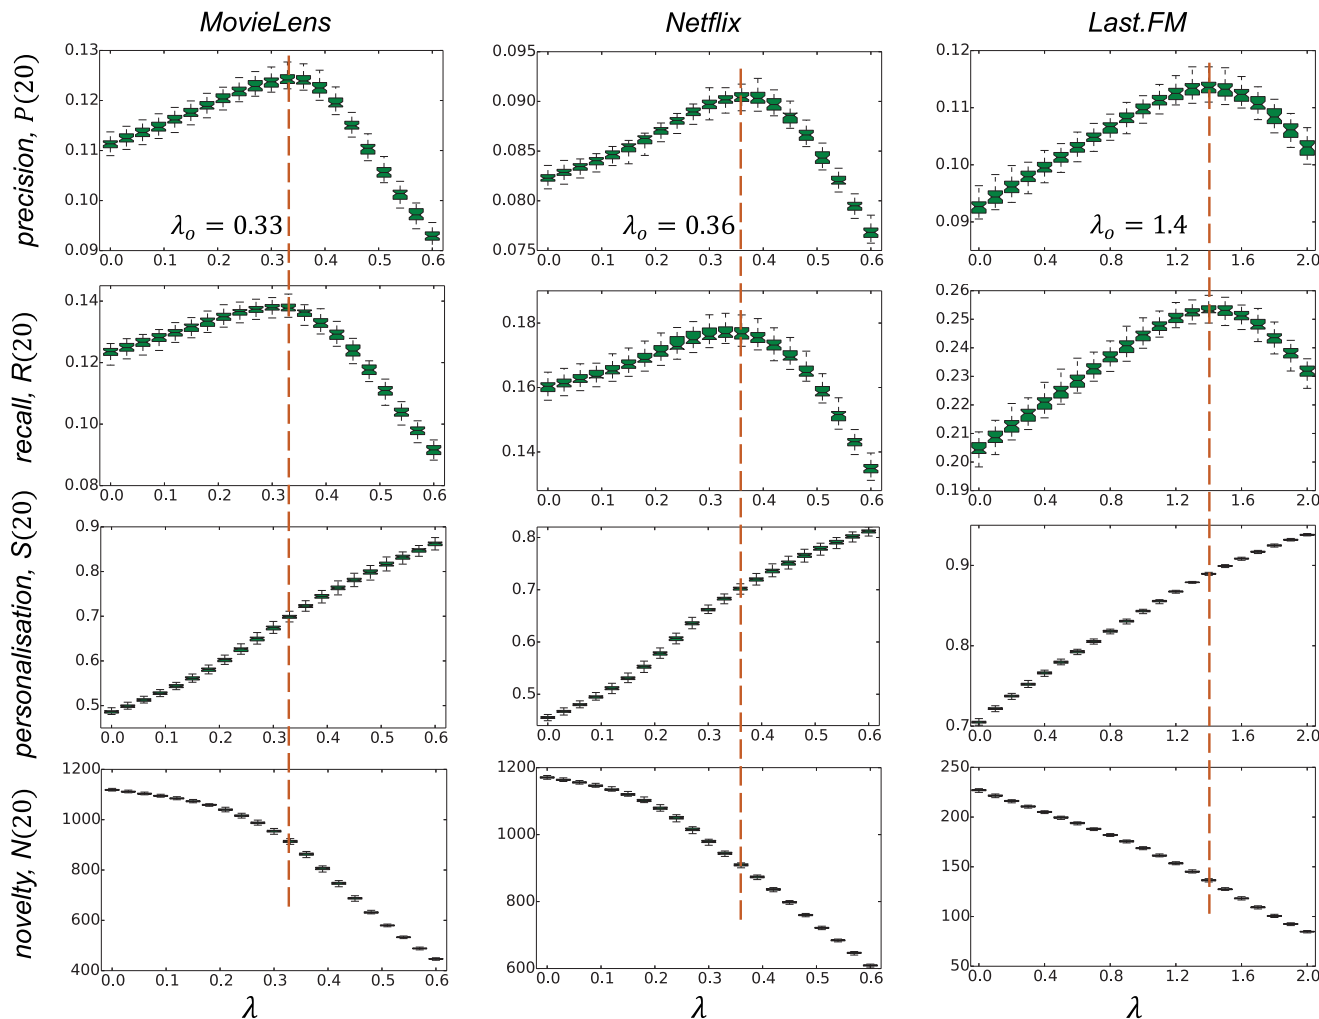 MovieLens Netflix Last.FM
precision, P(20)
0.13 0.12 0.11 0.10 0.09
λo = 0.33
0.0 0.1 0.2 0.3 0.4 0.5 0.6
0.095 0.090 0.085 0.080 0.075
λo = 0.36
0.0 0.1 0.2 0.3 0.4 0.5 0.6
0.12 0.11 0.10 0.09
λo = 1.4
0.0 0.4 0.8 1.2 1.6 2.0
recall, R(20)
0.14 0.12 0.10 0.08
0.0 0.1 0.2 0.3 0.4 0.5 0.6
0.18 0.16 0.14
0.0 0.1 0.2 0.3 0.4 0.5 0.6
0.26 0.25 0.23 0.22 0.21 0.20 0.19
0.0 0.4 0.8 1.2 1.6 2.0
personalisation, S(20)
0.9 0.8 0.7 0.6 0.5
0.0 0.1 0.2 0.3 0.4 0.5 0.6
0.8 0.7 0.6 0.5
0.0 0.1 0.2 0.3 0.4 0.5 0.6
0.9 0.8 0.7
0.0 0.4 0.8 1.2 1.6 2.0
novelty, N(20)
1200 1000 800 600 400
0.0 0.1 0.2 0.3 0.4 0.5 0.6
1200 1000 800 600
0.0 0.1 0.2 0.3 0.4 0.5 0.6
250 200 150 100 50
0.0 0.4 0.8 1.2 1.6 2.0
λ λ λ